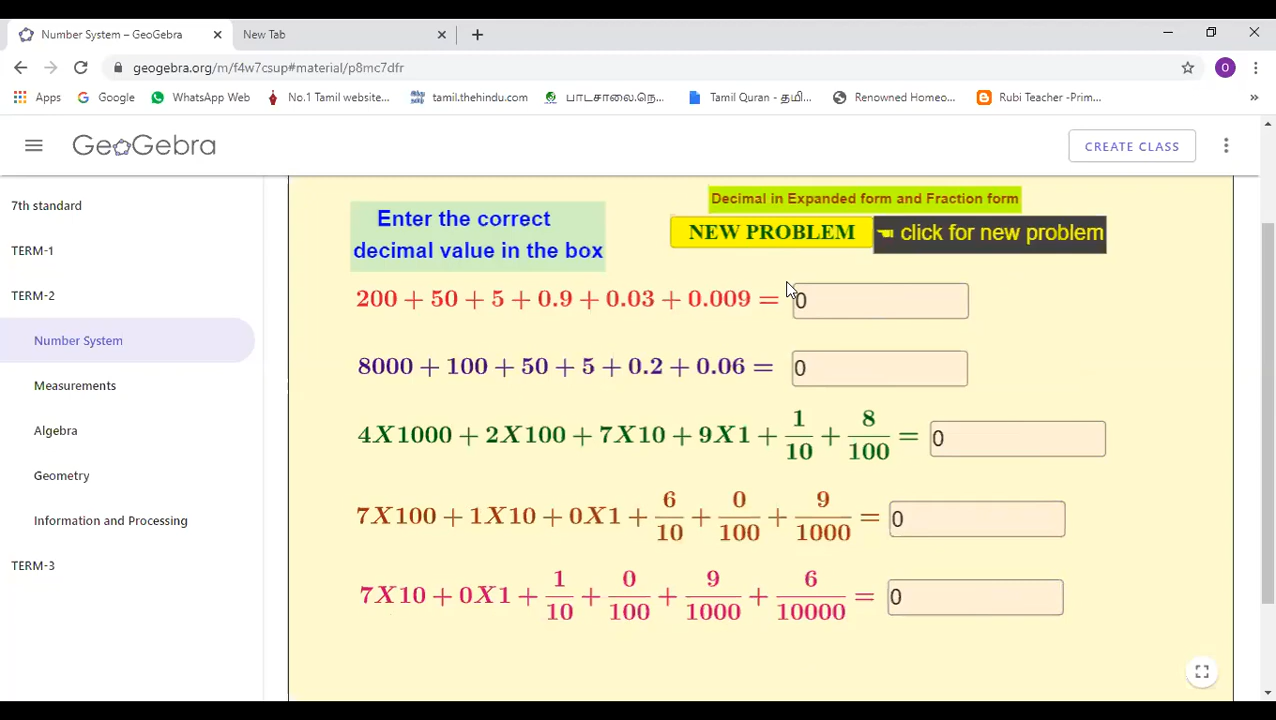 Number System – GeoGebra
New Tab
geogebra.org/m/f4w7csup#material/p8mc7dfr
O
Apps
Google
WhatsApp Web
No.1 Tamil website...
tamil.thehindu.com
பாடசாலை.நெ...
Tamil Quran - தமி...
Renowned Homeo...
Rubi Teacher -Prim...
»
GeoGebra
CREATE CLASS
7th standard
TERM-1
TERM-2
Number System
Measurements
Algebra
Geometry
Information and Processing
TERM-3
Decimal in Expanded form and Fraction form
Enter the correct
decimal value in the box
NEW PROBLEM
☚ click for new problem
200 + 50 + 5 + 0.9 + 0.03 + 0.009 = 0
8000 + 100 + 50 + 5 + 0.2 + 0.06 = 0
4X1000 + 2X100 + 7X10 + 9X1 + 1/10 + 8/100 = 0
7X100 + 1X10 + 0X1 + 6/10 + 0/100 + 9/1000 = 0
7X10 + 0X1 + 1/10 + 0/100 + 9/1000 + 6/10000 = 0